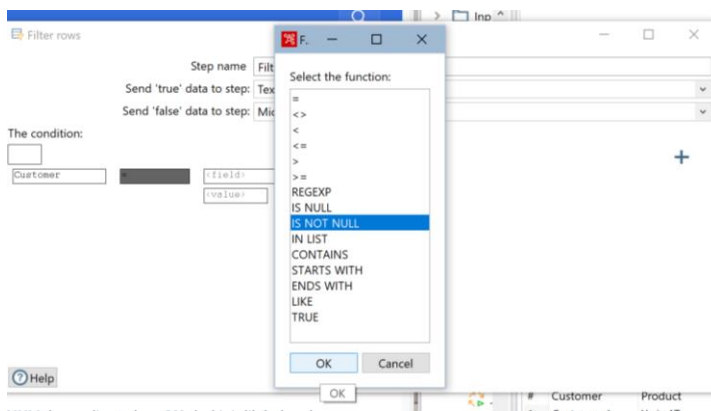 Inp
Filter rows
F.
Step name Filt
Send 'true' data to step: Tex
Send 'false' data to step: Mic
The condition:
Customer = <field>
<value>
Select the function:
=
<>
<
<=
>
>=
REGEXP
IS NULL
IS NOT NULL
IN LIST
CONTAINS
STARTS WITH
ENDS WITH
LIKE
TRUE
OK Cancel
Help
OK
# Customer Product